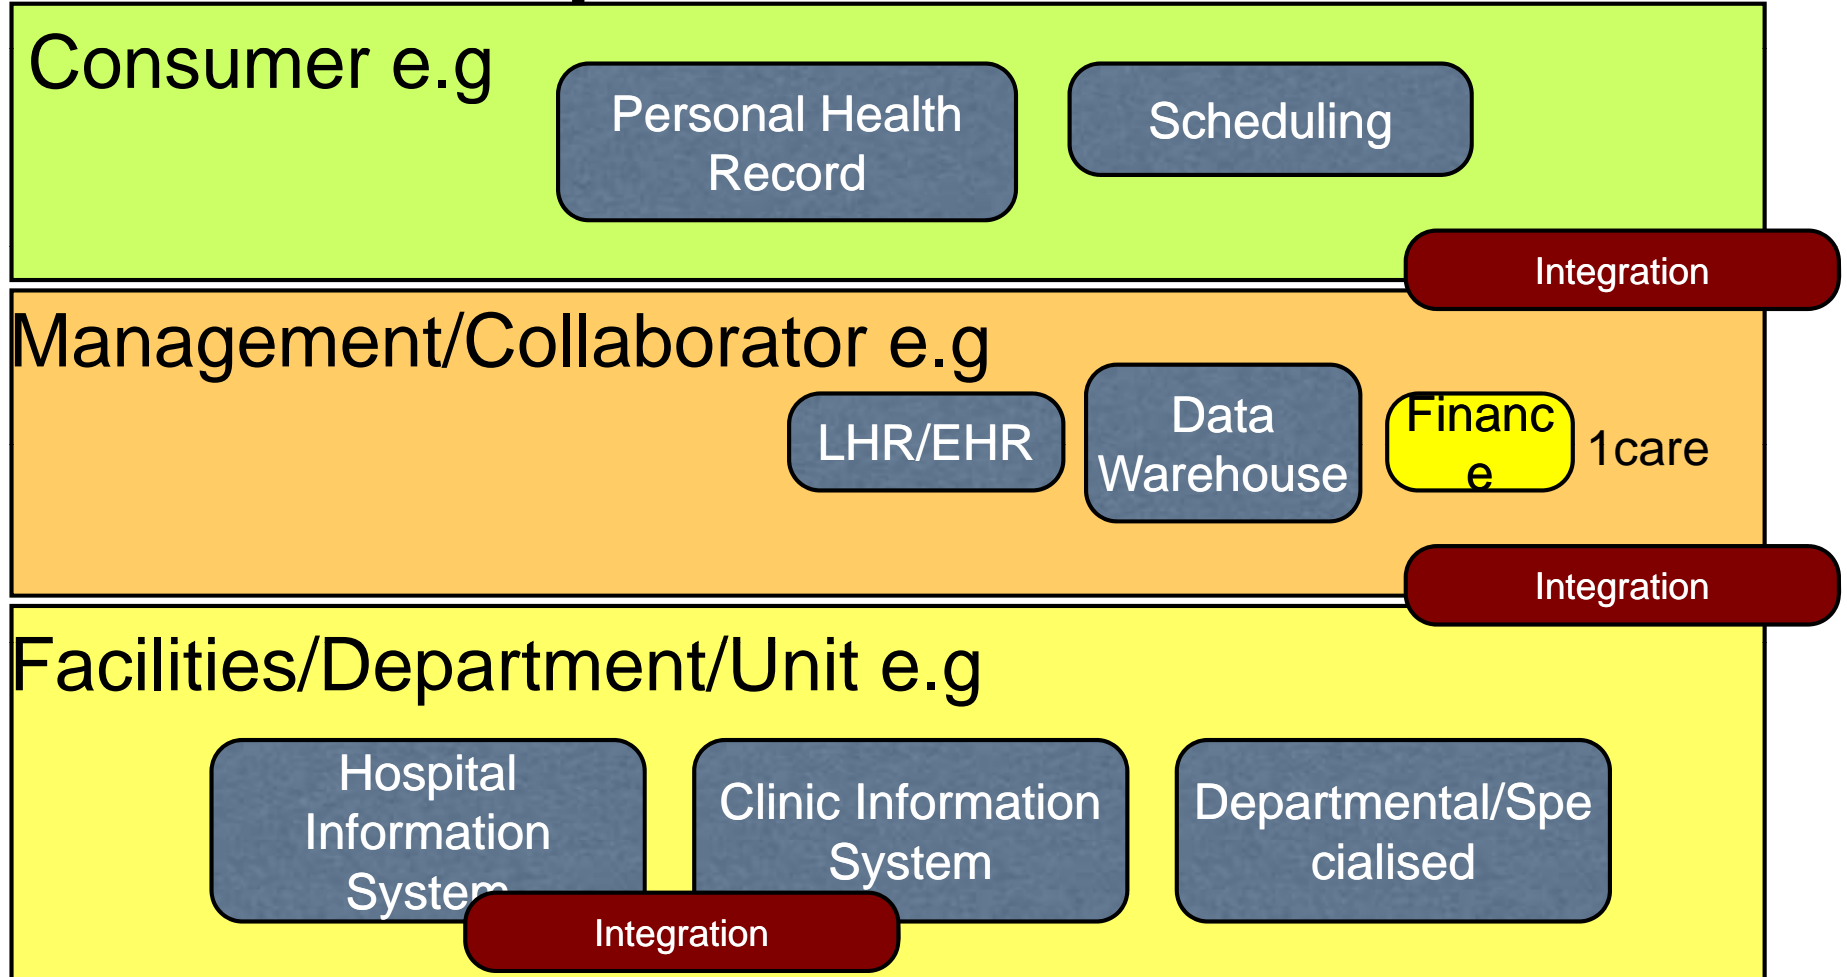 Consumer e.g
Personal Health
Record
Scheduling
Integration
Management/Collaborator e.g
LHR/EHR
Data
Warehouse
Financ
e
1care
Integration
Facilities/Department/Unit e.g
Hospital
Information
System
Clinic Information
System
Departmental/Spe
cialised
Integration